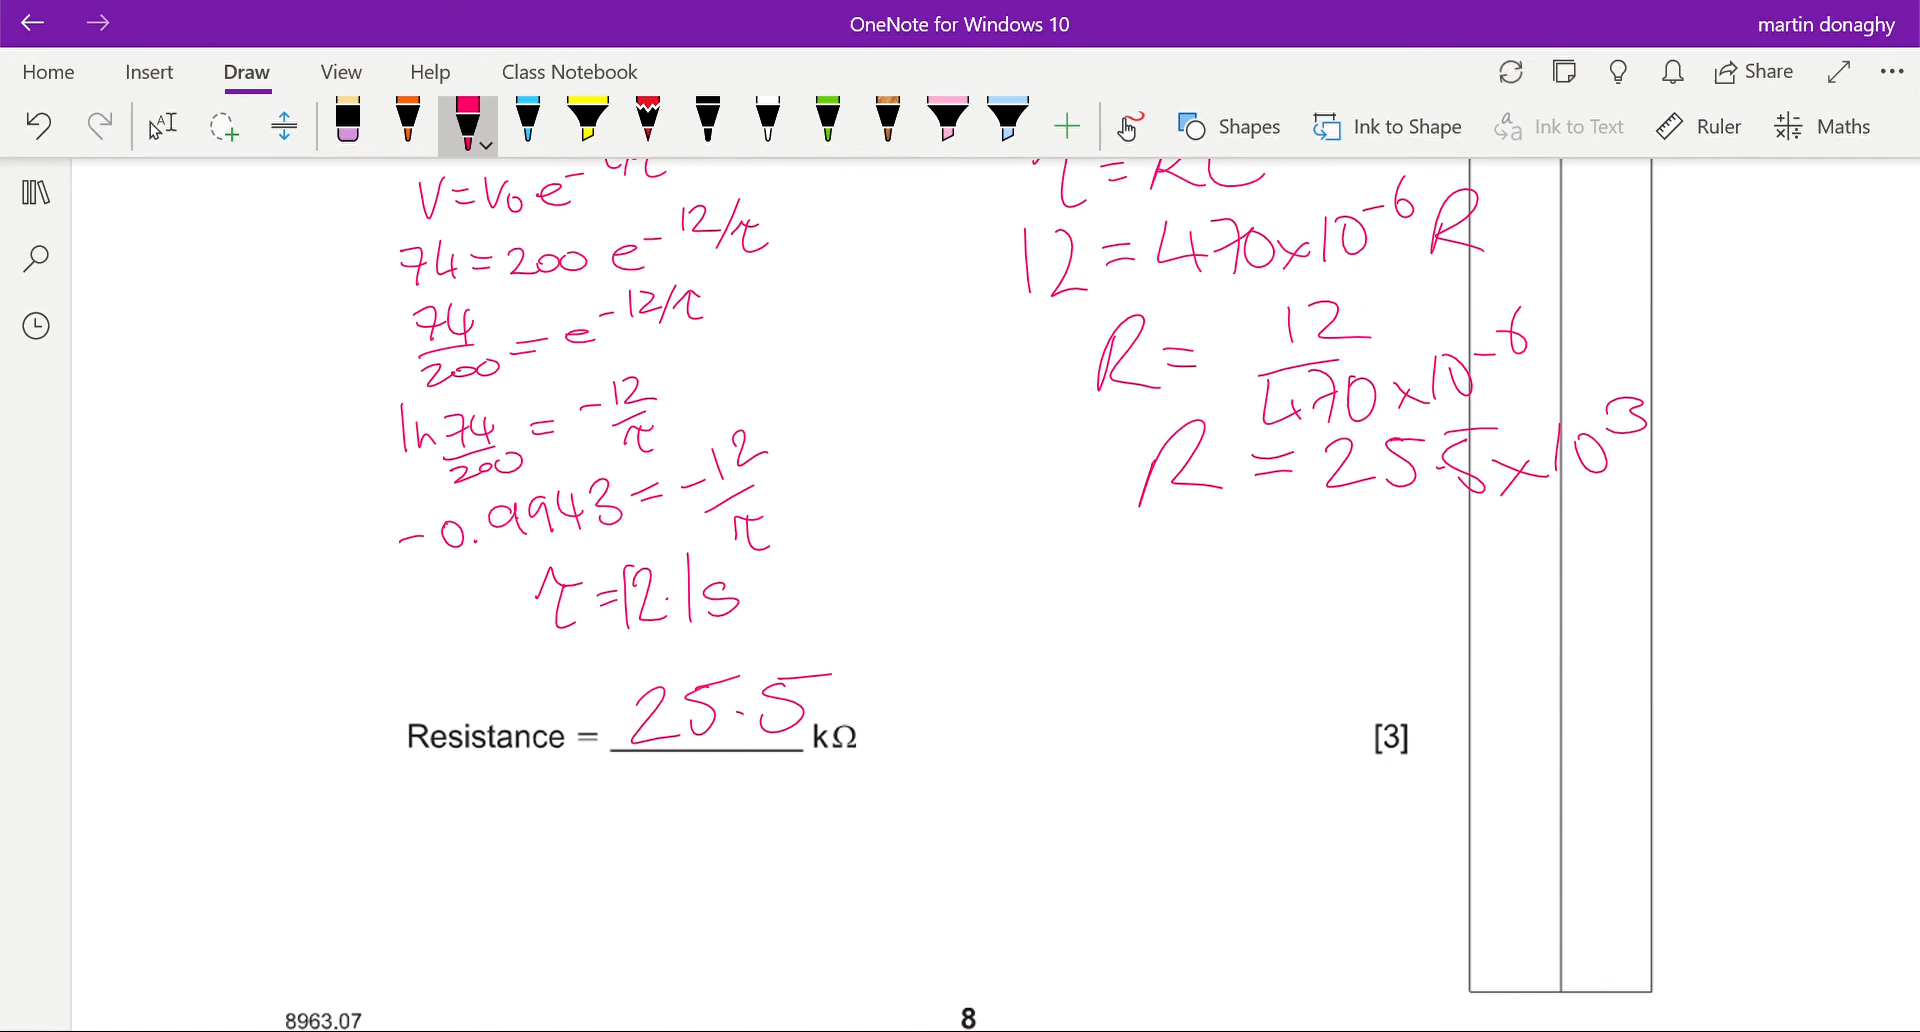 OneNote for Windows 10
martin donaghy
Home Insert Draw View Help Class Notebook
Share
Shapes Ink to Shape Ink to Text Ruler Maths
V = V₀ e⁻
74 = 200 e^-12/τ
74/200 = e^-12/τ
ln 74/200 = -12/τ
-0.9943 = -12/τ
τ = 12.1s
τ = RC
12 = 470 x 10⁻⁶ R
R = 12/470 x 10⁻⁶
R = 25.5 x 10³
Resistance = 25.5 kΩ
[3]
8963.07
8